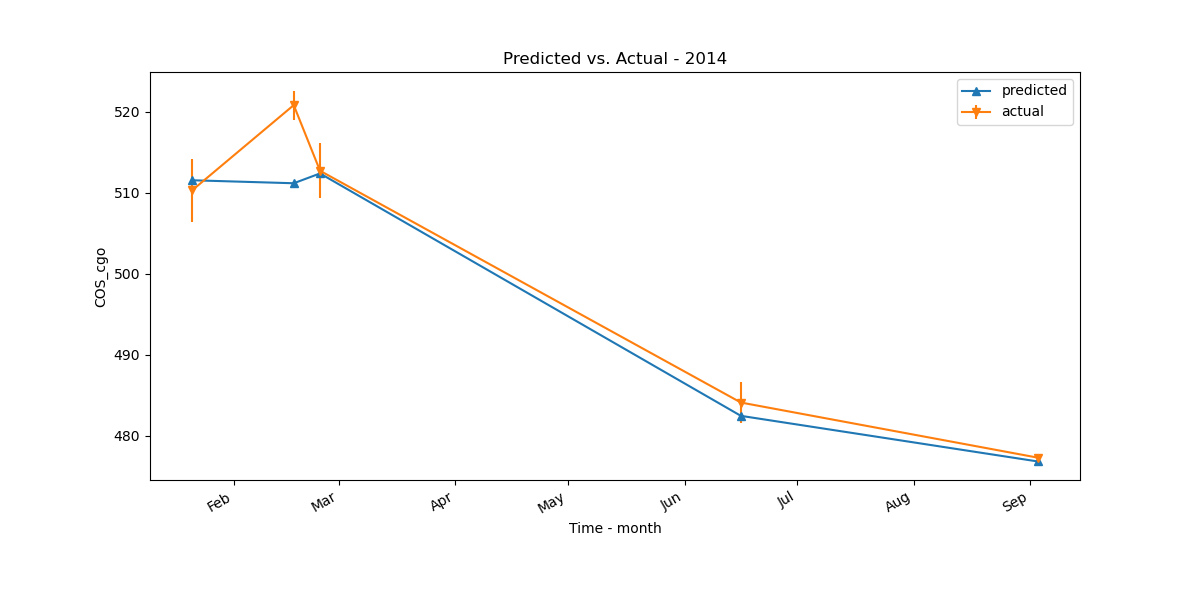 Predicted vs. Actual - 2014
predicted
actual
520
510
500
490
480
COS_cgo
Feb
Mar
Apr
May
Jun
Jul
Aug
Sep
Time - month